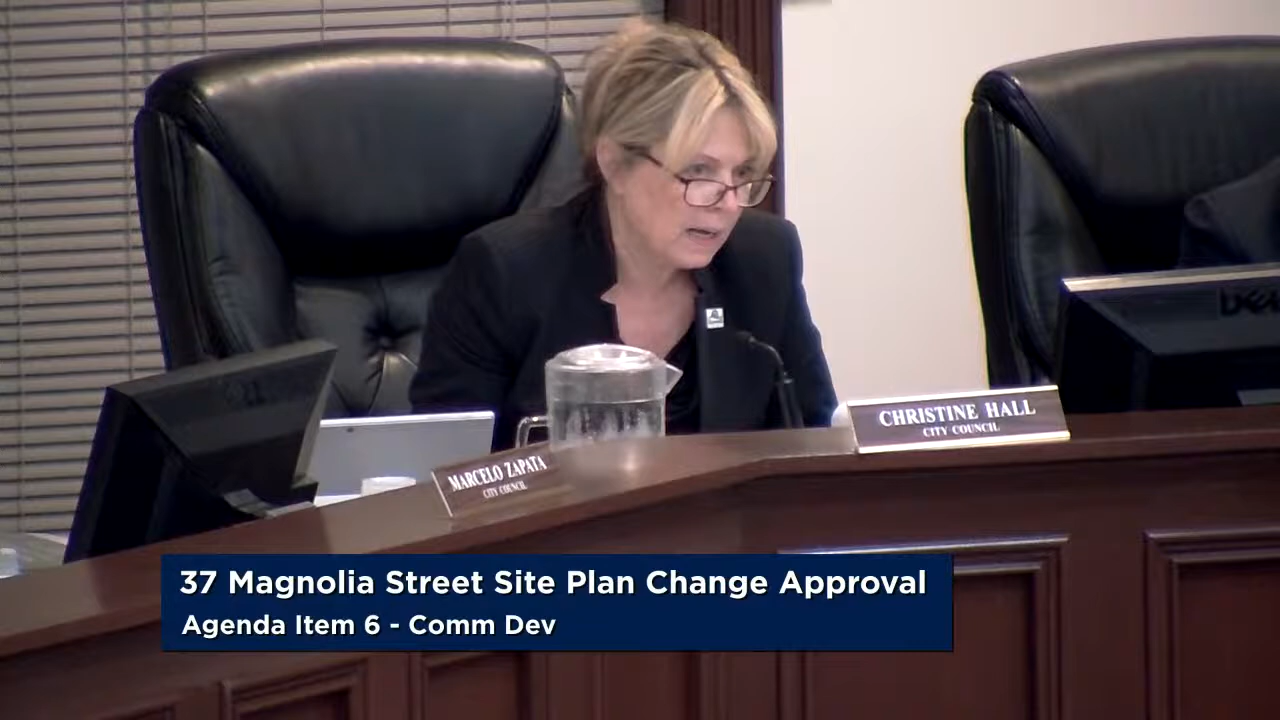 DELL
CHRISTINE HALL
CITY COUNCIL
MARCELO ZAPATA
CITY COUNCIL
37 Magnolia Street Site Plan Change Approval
Agenda Item 6 - Comm Dev